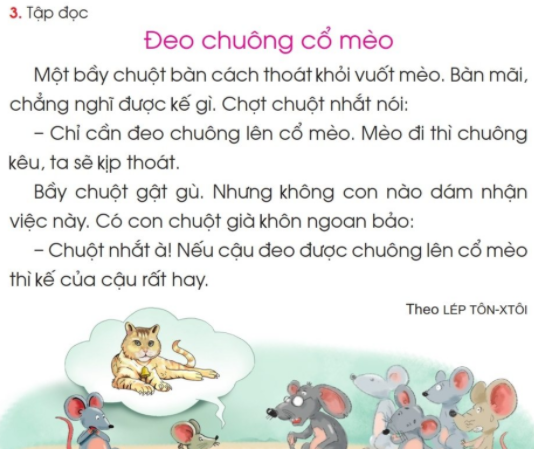 3. Tập đọc
Đeo chuông cổ mèo
Một bầy chuột bàn cách thoát khỏi vuốt mèo. Bàn mãi,
chẳng nghĩ được kế gì. Chợt chuột nhắt nói:
– Chỉ cần đeo chuông lên cổ mèo. Mèo đi thì chuông
kêu, ta sẽ kịp thoát.
Bầy chuột gật gù. Nhưng không con nào dám nhận
việc này. Có con chuột già khôn ngoan bảo:
– Chuột nhắt à! Nếu cậu đeo được chuông lên cổ mèo
thì kế của cậu rất hay.
Theo LÉP TÔN-XTÔI